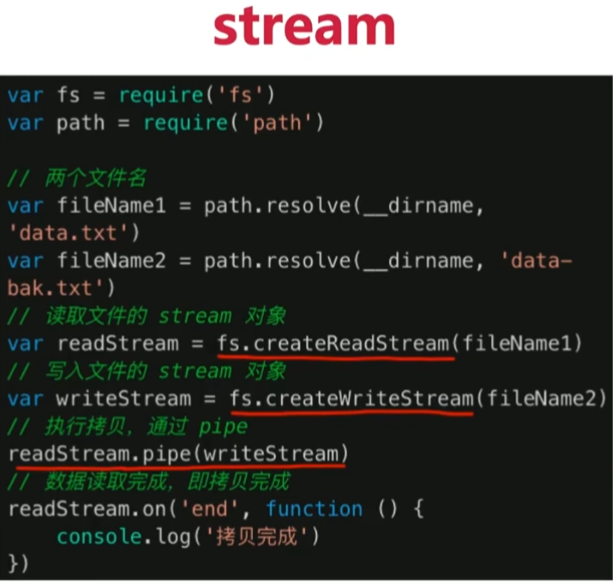 stream
var fs = require('fs')
var path = require('path')
// 两个文件名
var fileName1 = path.resolve(__dirname,
'data.txt')
var fileName2 = path.resolve(__dirname, 'data-
bak.txt')
// 读取文件的 stream 对象
var readStream = fs.createReadStream(fileName1)
// 写入文件的 stream 对象
var writeStream = fs.createWriteStream(fileName2)
// 执行拷贝，通过 pipe
readStream.pipe(writeStream)
// 数据读取完成，即拷贝完成
readStream.on('end', function () {
    console.log('拷贝完成')
})